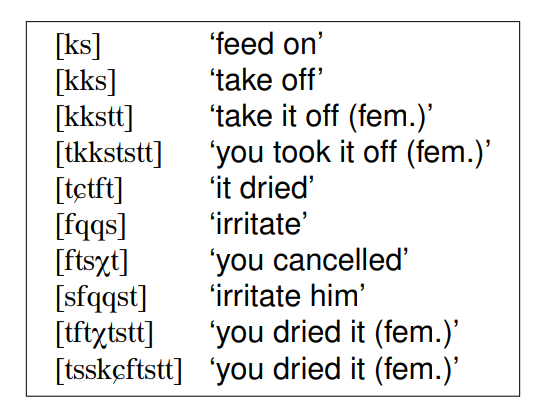 [ks] ‘feed on’
[kks] ‘take off’
[kkstt] ‘take it off (fem.)’
[tkkststt] ‘you took it off (fem.)’
[tɕtft] ‘it dried’
[fqqs] ‘irritate’
[ftsχt] ‘you cancelled’
[sfqqst] ‘irritate him’
[tftχtstt] ‘you dried it (fem.)’
[tsskɕftstt] ‘you dried it (fem.)’